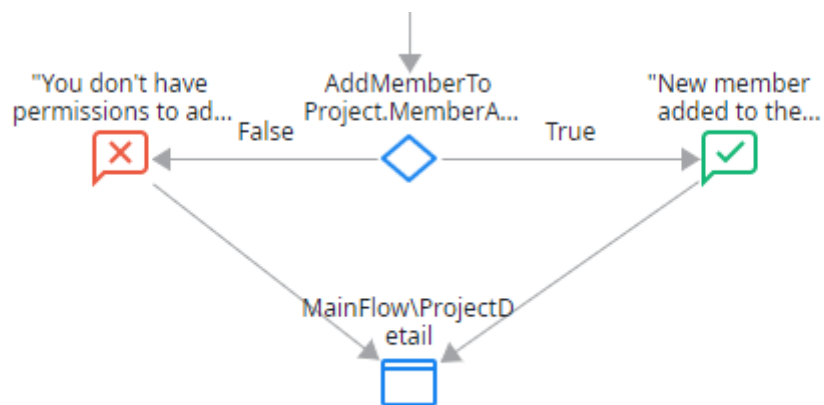 "You don't have
permissions to ad...
AddMemberTo
Project.MemberA...
"New member
added to the...
False
True
MainFlow\ProjectD
etail